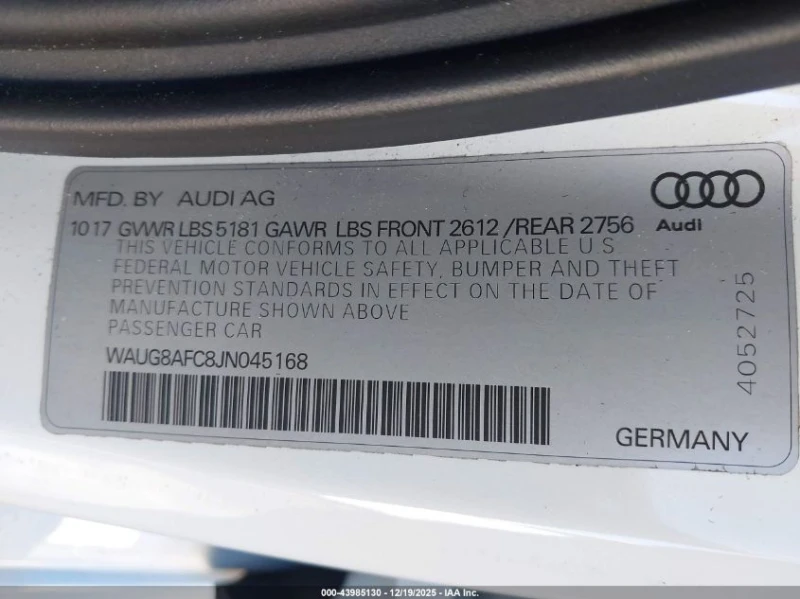 MFD. BY AUDI AG
Audi
10 17 GVWR LBS 5181 GAWR LBS FRONT 2612 /REAR 2756
THIS VEHICLE CONFORMS TO ALL APPLICABLE U S
FEDERAL MOTOR VEHICLE SAFETY, BUMPER AND THEFT
PREVENTION STANDARDS IN EFFECT ON THE DATE OF
MANUFACTURE SHOWN ABOVE
PASSENGER CAR
WAUG8AFC8JN045168
4052725
GERMANY
000-43985130 - 12/19/2025 - IAA Inc.